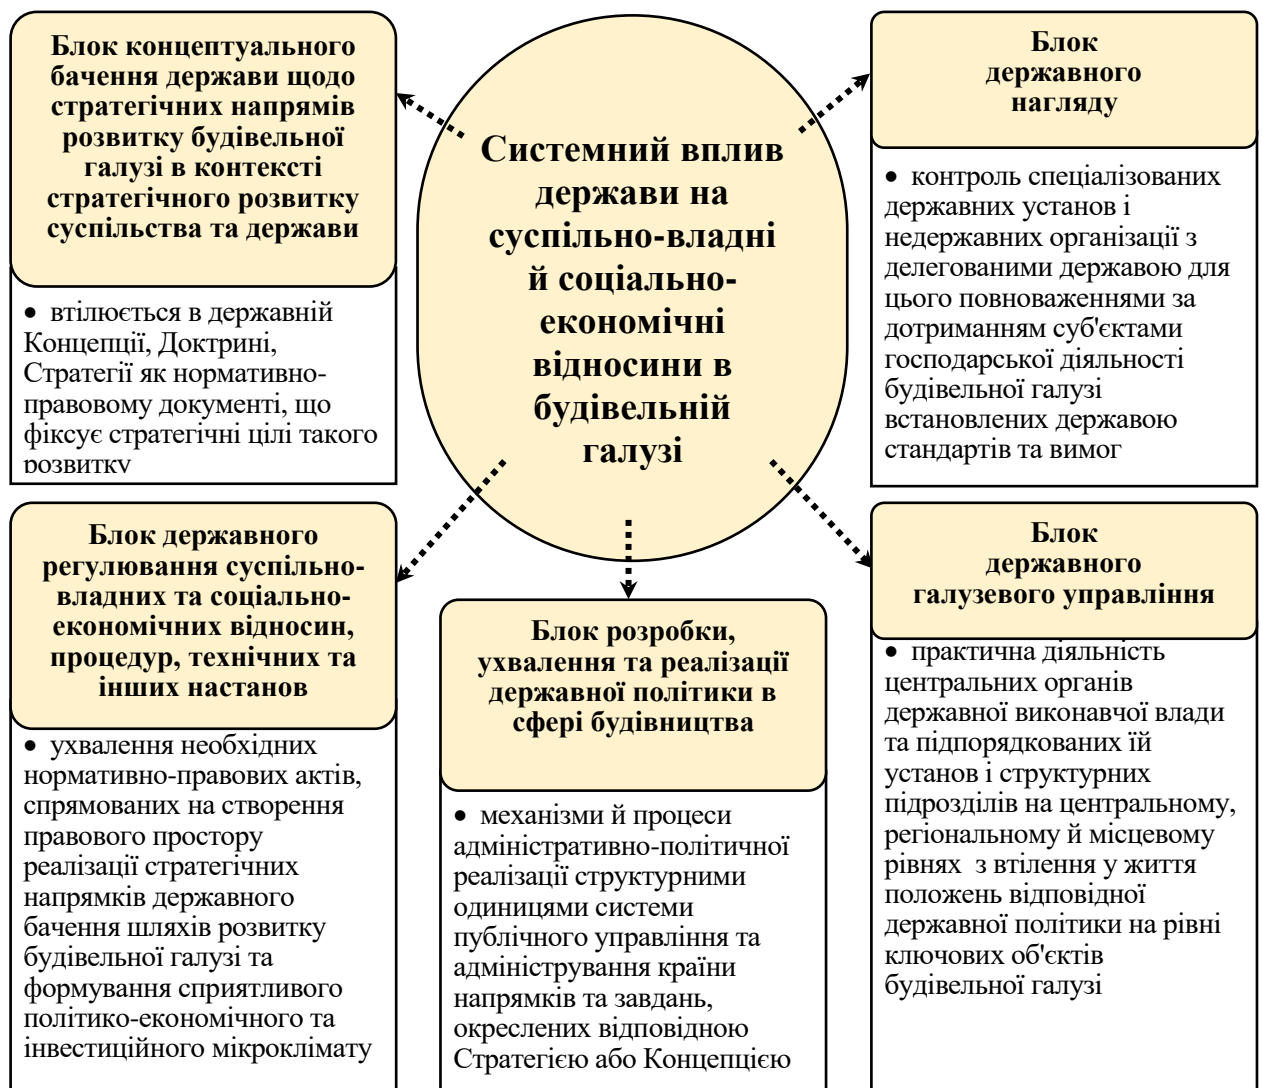 Блок концептуального
бачення держави щодо
стратегічних напрямів
розвитку будівельної
галузі в контексті
стратегічного розвитку
суспільства та держави
• втілюється в державній
Концепції, Доктрині,
Стратегії як нормативно-
правовому документі, що
фіксує стратегічні цілі такого
розвитку
Системний вплив
держави на
суспільно-владні
й соціально-
економічні
відносини в
будівельній
галузі
Блок
державного
нагляду
• контроль спеціалізованих
державних установ і
недержавних організації з
делегованими державою для
цього повноваженнями за
дотриманням суб'єктами
господарської діяльності
будівельної галузі
встановлених державою
стандартів та вимог
Блок державного
регулювання суспільно-
владних та соціально-
економічних відносин,
процедур, технічних та
інших настанов
• ухвалення необхідних
нормативно-правових актів,
спрямованих на створення
правового простору
реалізації стратегічних
напрямків державного
бачення шляхів розвитку
будівельної галузі та
формування сприятливого
політико-економічного та
інвестиційного мікроклімату
Блок розробки,
ухвалення та реалізації
державної політики в
сфері будівництва
• механізми й процеси
адміністративно-політичної
реалізації структурними
одиницями системи
публічного управління та
адміністрування країни
напрямків та завдань,
окреслених відповідною
Стратегією або Концепцією
Блок
державного
галузевого управління
• практична діяльність
центральних органів
державної виконавчої влади
та підпорядкованих їй
установ і структурних
підрозділів на центральному,
регіональному й місцевому
рівнях з втілення у життя
положень відповідної
державної політики на рівні
ключових об'єктів
будівельної галузі